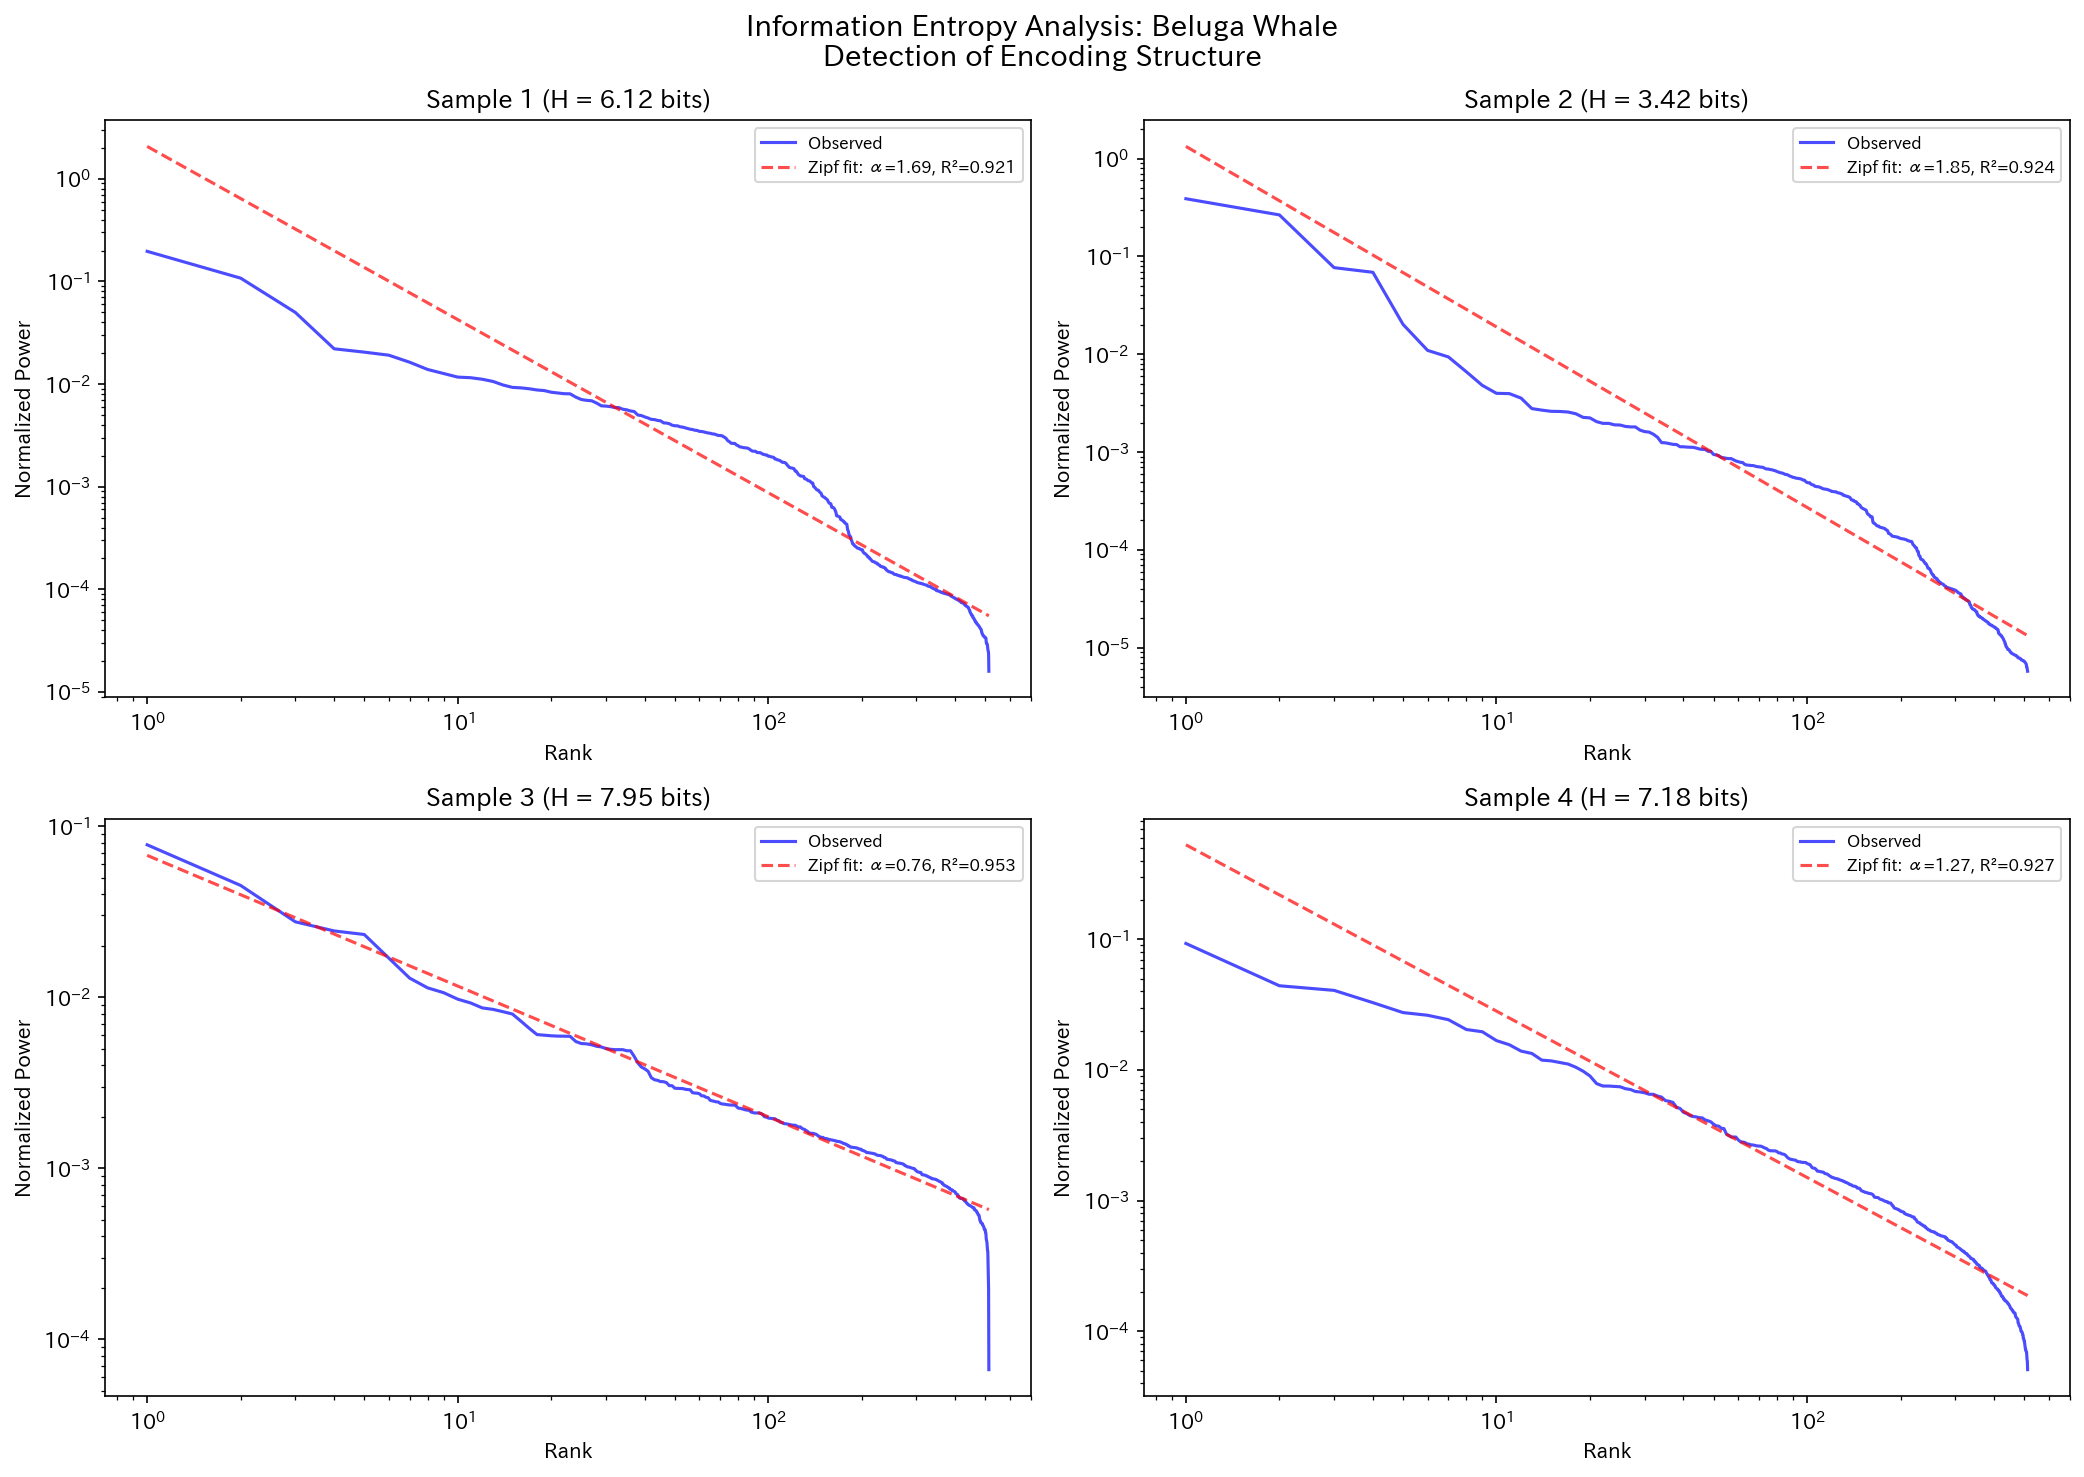 Information Entropy Analysis: Beluga Whale
Detection of Encoding Structure
Sample 1 (H = 6.12 bits)
Observed
Zipf fit: α=1.69, R²=0.921
10⁰
10⁻¹
10⁻²
10⁻³
10⁻⁴
10⁻⁵
Normalized Power
10⁰ 10¹ 10²
Rank
Sample 2 (H = 3.42 bits)
Observed
Zipf fit: α=1.85, R²=0.924
10⁰
10⁻¹
10⁻²
10⁻³
10⁻⁴
10⁻⁵
Normalized Power
10⁰ 10¹ 10²
Rank
Sample 3 (H = 7.95 bits)
Observed
Zipf fit: α=0.76, R²=0.953
10⁻¹
10⁻²
10⁻³
10⁻⁴
Normalized Power
10⁰ 10¹ 10²
Rank
Sample 4 (H = 7.18 bits)
Observed
Zipf fit: α=1.27, R²=0.927
10⁻¹
10⁻²
10⁻³
10⁻⁴
Normalized Power
10⁰ 10¹ 10²
Rank